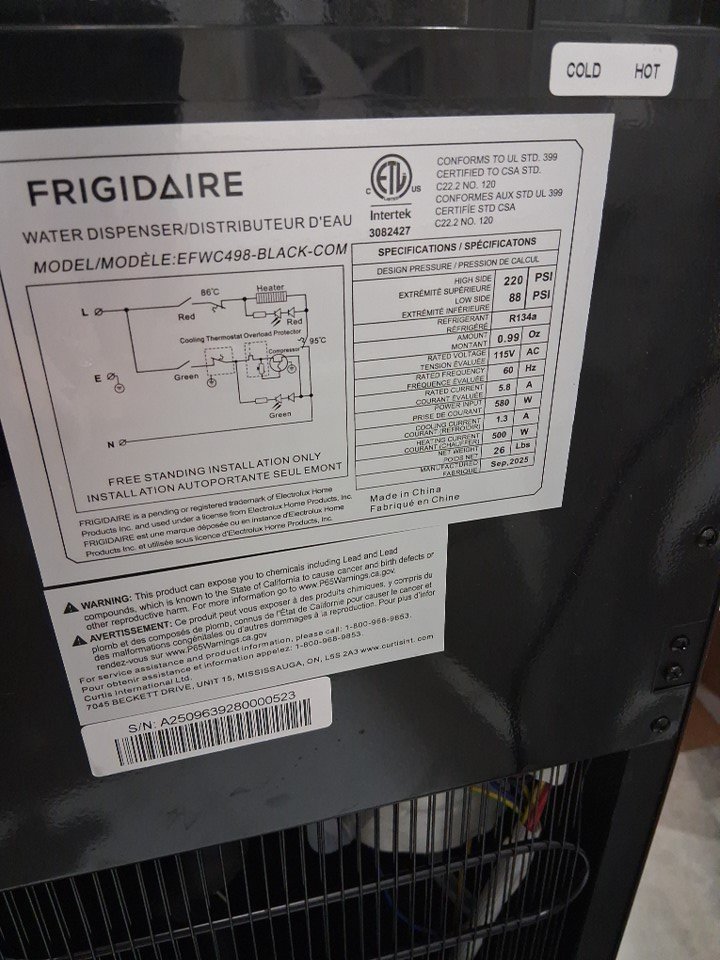 COLD HOT
FRIGIDAIRE
WATER DISPENSER/DISTRIBUTEUR D'EAU
MODEL/MODÈLE:EFWC498-BLACK-COM
C ETL US
LISTED
Intertek
3082427
CONFORMS TO UL STD. 399
CERTIFIED TO CSA STD.
C22.2 NO. 120
CONFORMES AUX STD UL 399
CERTIFÍE STD CSA
C22.2 NO. 120
L
86℃
Heater
Red
Red
Cooling Thermostat Overload Protector
95℃
Compressor
E
Green
Green
N
FREE STANDING INSTALLATION ONLY
INSTALLATION AUTOPORTANTE SEULEMONT
SPECIFICATIONS/SPÉCIFICATONS
DESIGN PRESSURE / PRESSION DE CALCUL
HIGH SIDE
EXTRÉMITÉ SUPÉRIEURE
220 PSI
LOW SIDE
EXTRÉMITÉ INFÉRIEURE
88 PSI
REFRIGERANT
RÉFRIGÉRÉ
R134a
AMOUNT
MONTANT
0.99 Oz
RATED VOLTAGE
TENSION ÉVALUÉE
115V AC
RATED FREQUENCY
FRÉQUENCE ÉVALUÉE
60 Hz
RATED CURRENT
COURANT ÉVALUÉE
5.8 A
POWER INPUT
PRISE DE COURANT
580 W
COOLING CURRENT
COURANT (REFROIDIR)
1.3 A
HEATING CURRENT
COURANT (CHAUFFER)
500 W
NET WEIGHT
POIDS NET
26 Lbs
MANUFACTURED
FABRIQUE
Sep,2025
Made in China
Fabriqué en Chine
FRIGIDAIRE is a pending or registered trademark of Electrolux Home
Products Inc. and used under a license from Electrolux Home Products, Inc.
FRIGIDAIRE est une marque déposée ou en instance d'Electrolux Home
Products Inc. et utilisée sous licence d'Electrolux Home Products, Inc.
WARNING: This product can expose you to chemicals including Lead and Lead
compounds, which is known to the State of California to cause cancer and birth defects or
other reproductive harm. For more information go to www.P65Warnings.ca.gov.
AVERTISSEMENT: Ce produit peut vous exposer à des produits chimiques, y compris du
plomb et des composés de plomb, connus de l'État de Californie pour causer le cancer et
des malformations congénitales ou d'autres dommages à la reproduction. Pour plus d'infor
rendez-vous sur www.P65Warnings.ca.gov
For service assistance and product information, please call: 1-800-968-9853.
Pour obtenir assistance et information appelez: 1-800-968-9853.
Curtis International Ltd.
7045 BECKETT DRIVE, UNIT 15, MISSISSAUGA, ON, L5S 2A3 www.curtisint.com
S/N: A2509639280000523